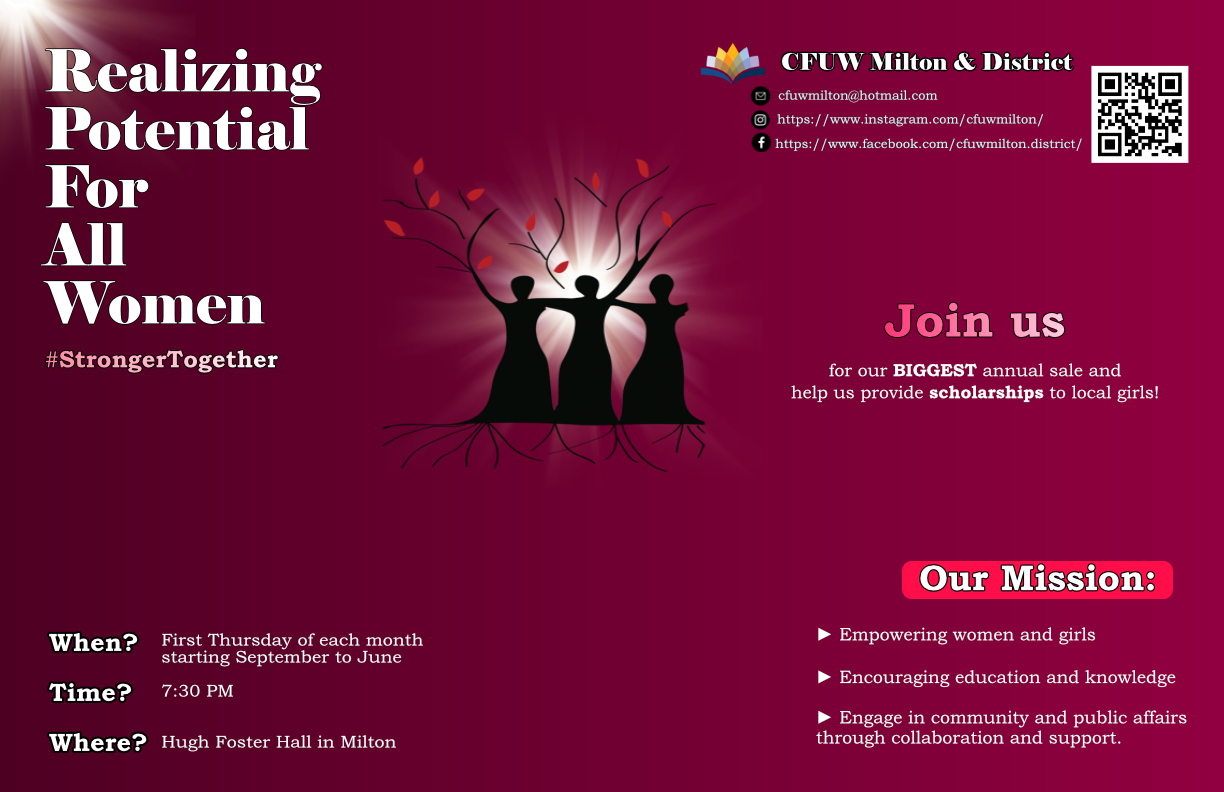 Realizing
Potential
For
All
Women
#StrongerTogether
CFUW Milton & District
cfuwmilton@hotmail.com
https://www.instagram.com/cfuwmilton/
https://www.facebook.com/cfuwmilton.district/
Join us
for our BIGGEST annual sale and
help us provide scholarships to local girls!
When?
First Thursday of each month
starting September to June
Time?
7:30 PM
Where?
Hugh Foster Hall in Milton
Our Mission:
► Empowering women and girls
► Encouraging education and knowledge
► Engage in community and public affairs
through collaboration and support.